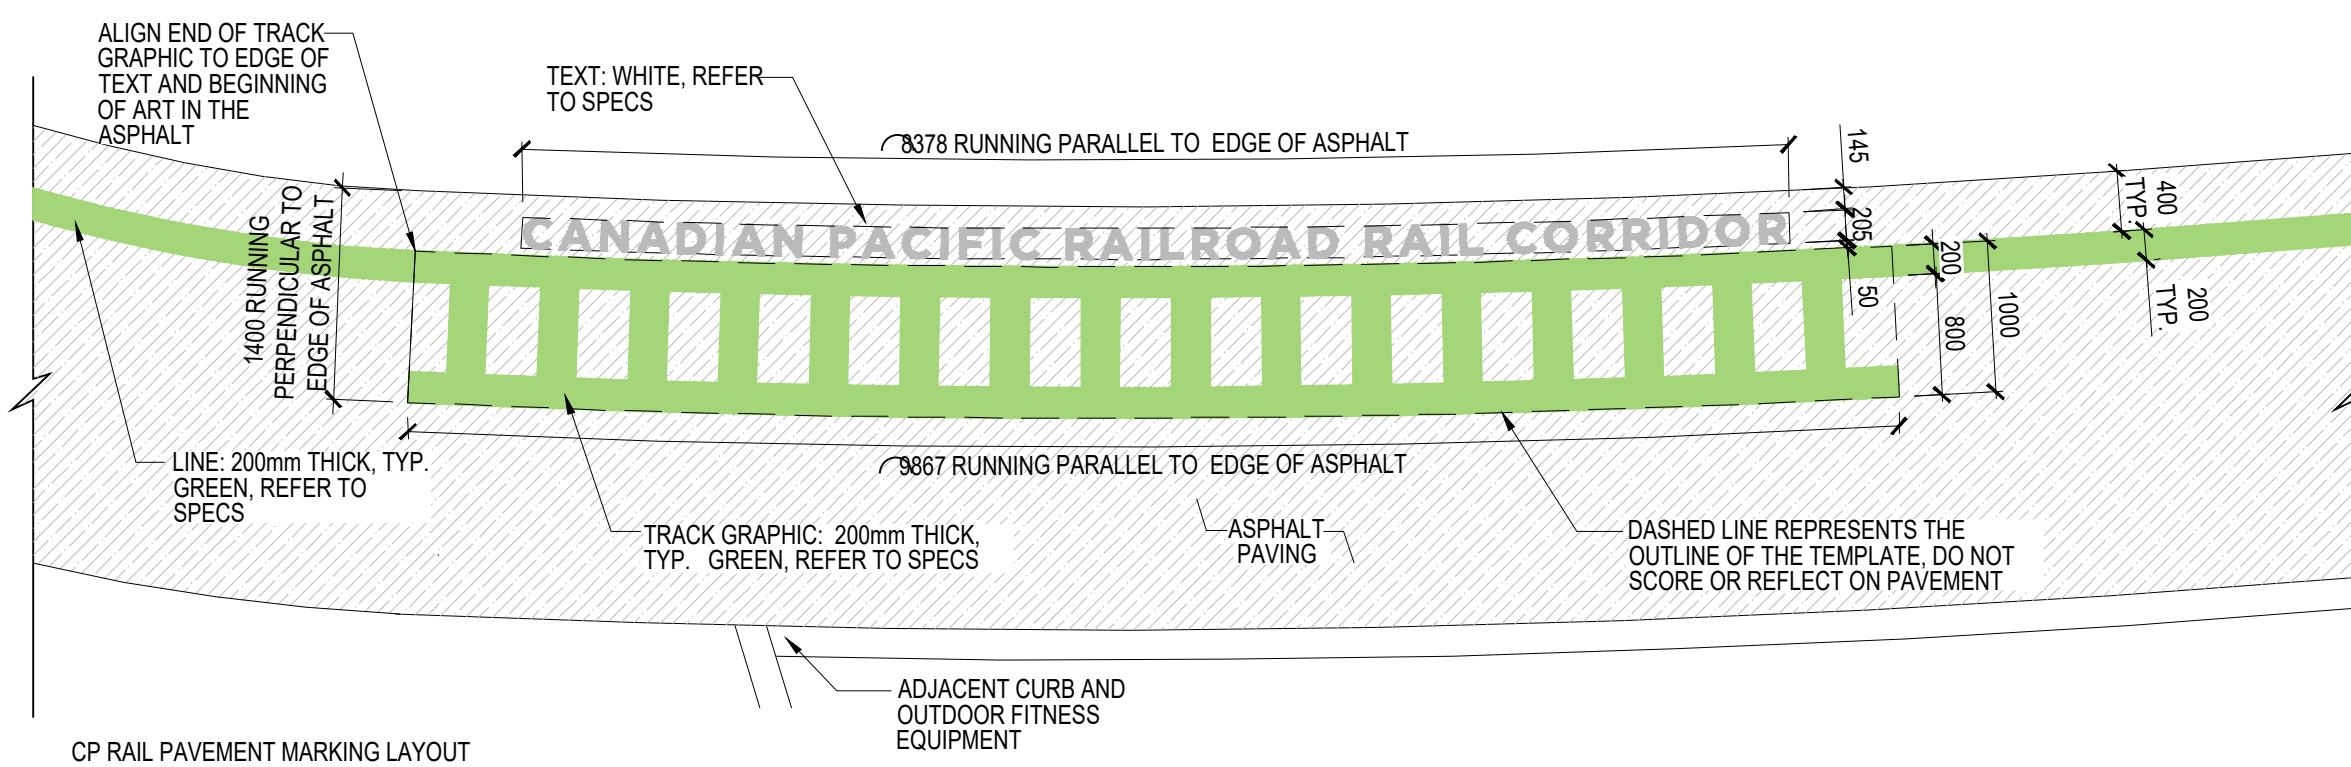 ALIGN END OF TRACK
GRAPHIC TO EDGE OF
TEXT AND BEGINNING
OF ART IN THE
ASPHALT
TEXT: WHITE, REFER
TO SPECS
8378 RUNNING PARALLEL TO EDGE OF ASPHALT
145
400
TYP.
205
200
50
800
1000
200
TYP.
1400 RUNNING
PERPENDICULAR TO
EDGE OF ASPHALT
CANADIAN PACIFIC RAILROAD RAIL CORRIDOR
LINE: 200mm THICK, TYP.
GREEN, REFER TO
SPECS
9867 RUNNING PARALLEL TO EDGE OF ASPHALT
TRACK GRAPHIC: 200mm THICK,
TYP. GREEN, REFER TO SPECS
ASPHALT
PAVING
DASHED LINE REPRESENTS THE
OUTLINE OF THE TEMPLATE, DO NOT
SCORE OR REFLECT ON PAVEMENT
ADJACENT CURB AND
OUTDOOR FITNESS
EQUIPMENT
CP RAIL PAVEMENT MARKING LAYOUT